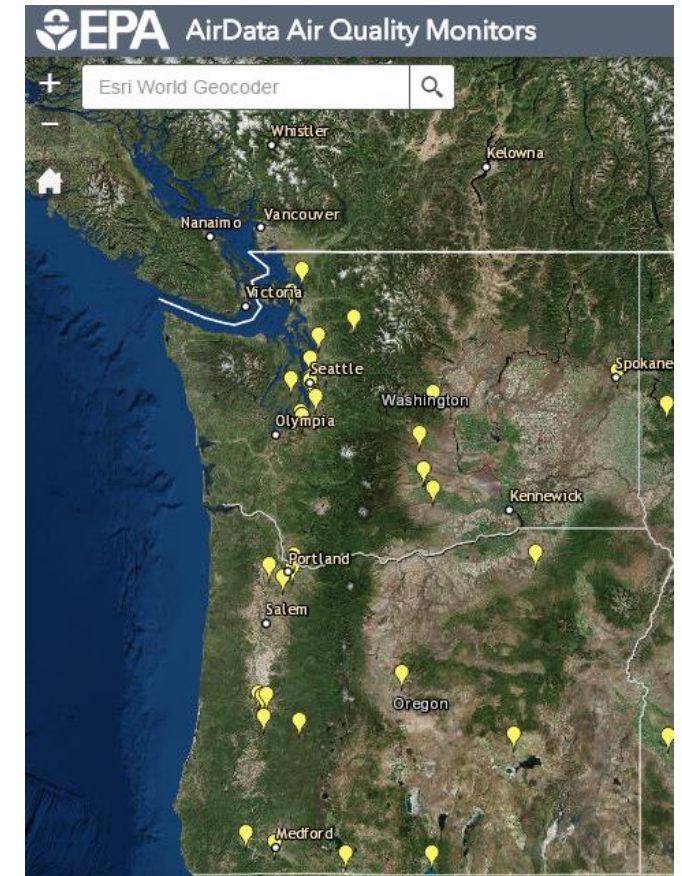 EPA AirData Air Quality Monitors
+
Esri World Geocoder
−
Whistler
Kelowna
Nanaimo
Vancouver
Victoria
Seattle
Spokane
Washington
Olympia
Kennewick
Portland
Salem
Oregon
Medford